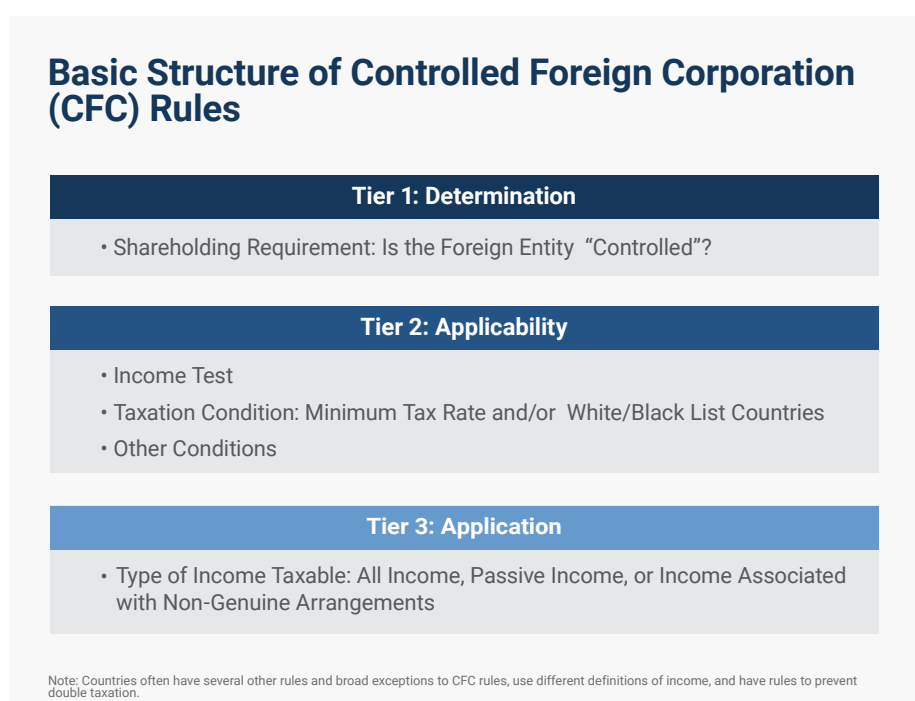 Basic Structure of Controlled Foreign Corporation
(CFC) Rules
Tier 1: Determination
• Shareholding Requirement: Is the Foreign Entity “Controlled”?
Tier 2: Applicability
• Income Test
• Taxation Condition: Minimum Tax Rate and/or White/Black List Countries
• Other Conditions
Tier 3: Application
• Type of Income Taxable: All Income, Passive Income, or Income Associated
with Non-Genuine Arrangements
Note: Countries often have several other rules and broad exceptions to CFC rules, use different definitions of income, and have rules to prevent
double taxation.